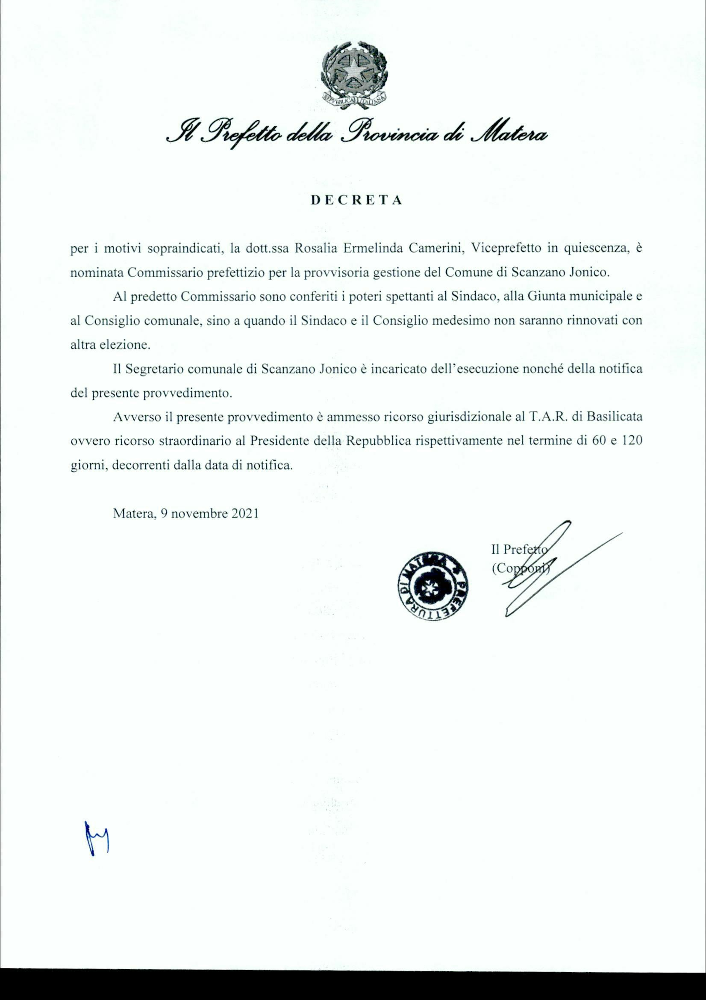 REPVBBLICA ITALIANA
Il Prefetto della Provincia di Matera
DECRETA
per i motivi sopraindicati, la dott.ssa Rosalia Ermelinda Camerini, Viceprefetto in quiescenza, è
nominata Commissario prefettizio per la provvisoria gestione del Comune di Scanzano Jonico.
Al predetto Commissario sono conferiti i poteri spettanti al Sindaco, alla Giunta municipale e
al Consiglio comunale, sino a quando il Sindaco e il Consiglio medesimo non saranno rinnovati con
altra elezione.
Il Segretario comunale di Scanzano Jonico è incaricato dell’esecuzione nonché della notifica
del presente provvedimento.
Avverso il presente provvedimento è ammesso ricorso giurisdizionale al T.A.R. di Basilicata
ovvero ricorso straordinario al Presidente della Repubblica rispettivamente nel termine di 60 e 120
giorni, decorrenti dalla data di notifica.
Matera, 9 novembre 2021
Il Prefetto
(Copponi)
PREFETTURA DI MATERA